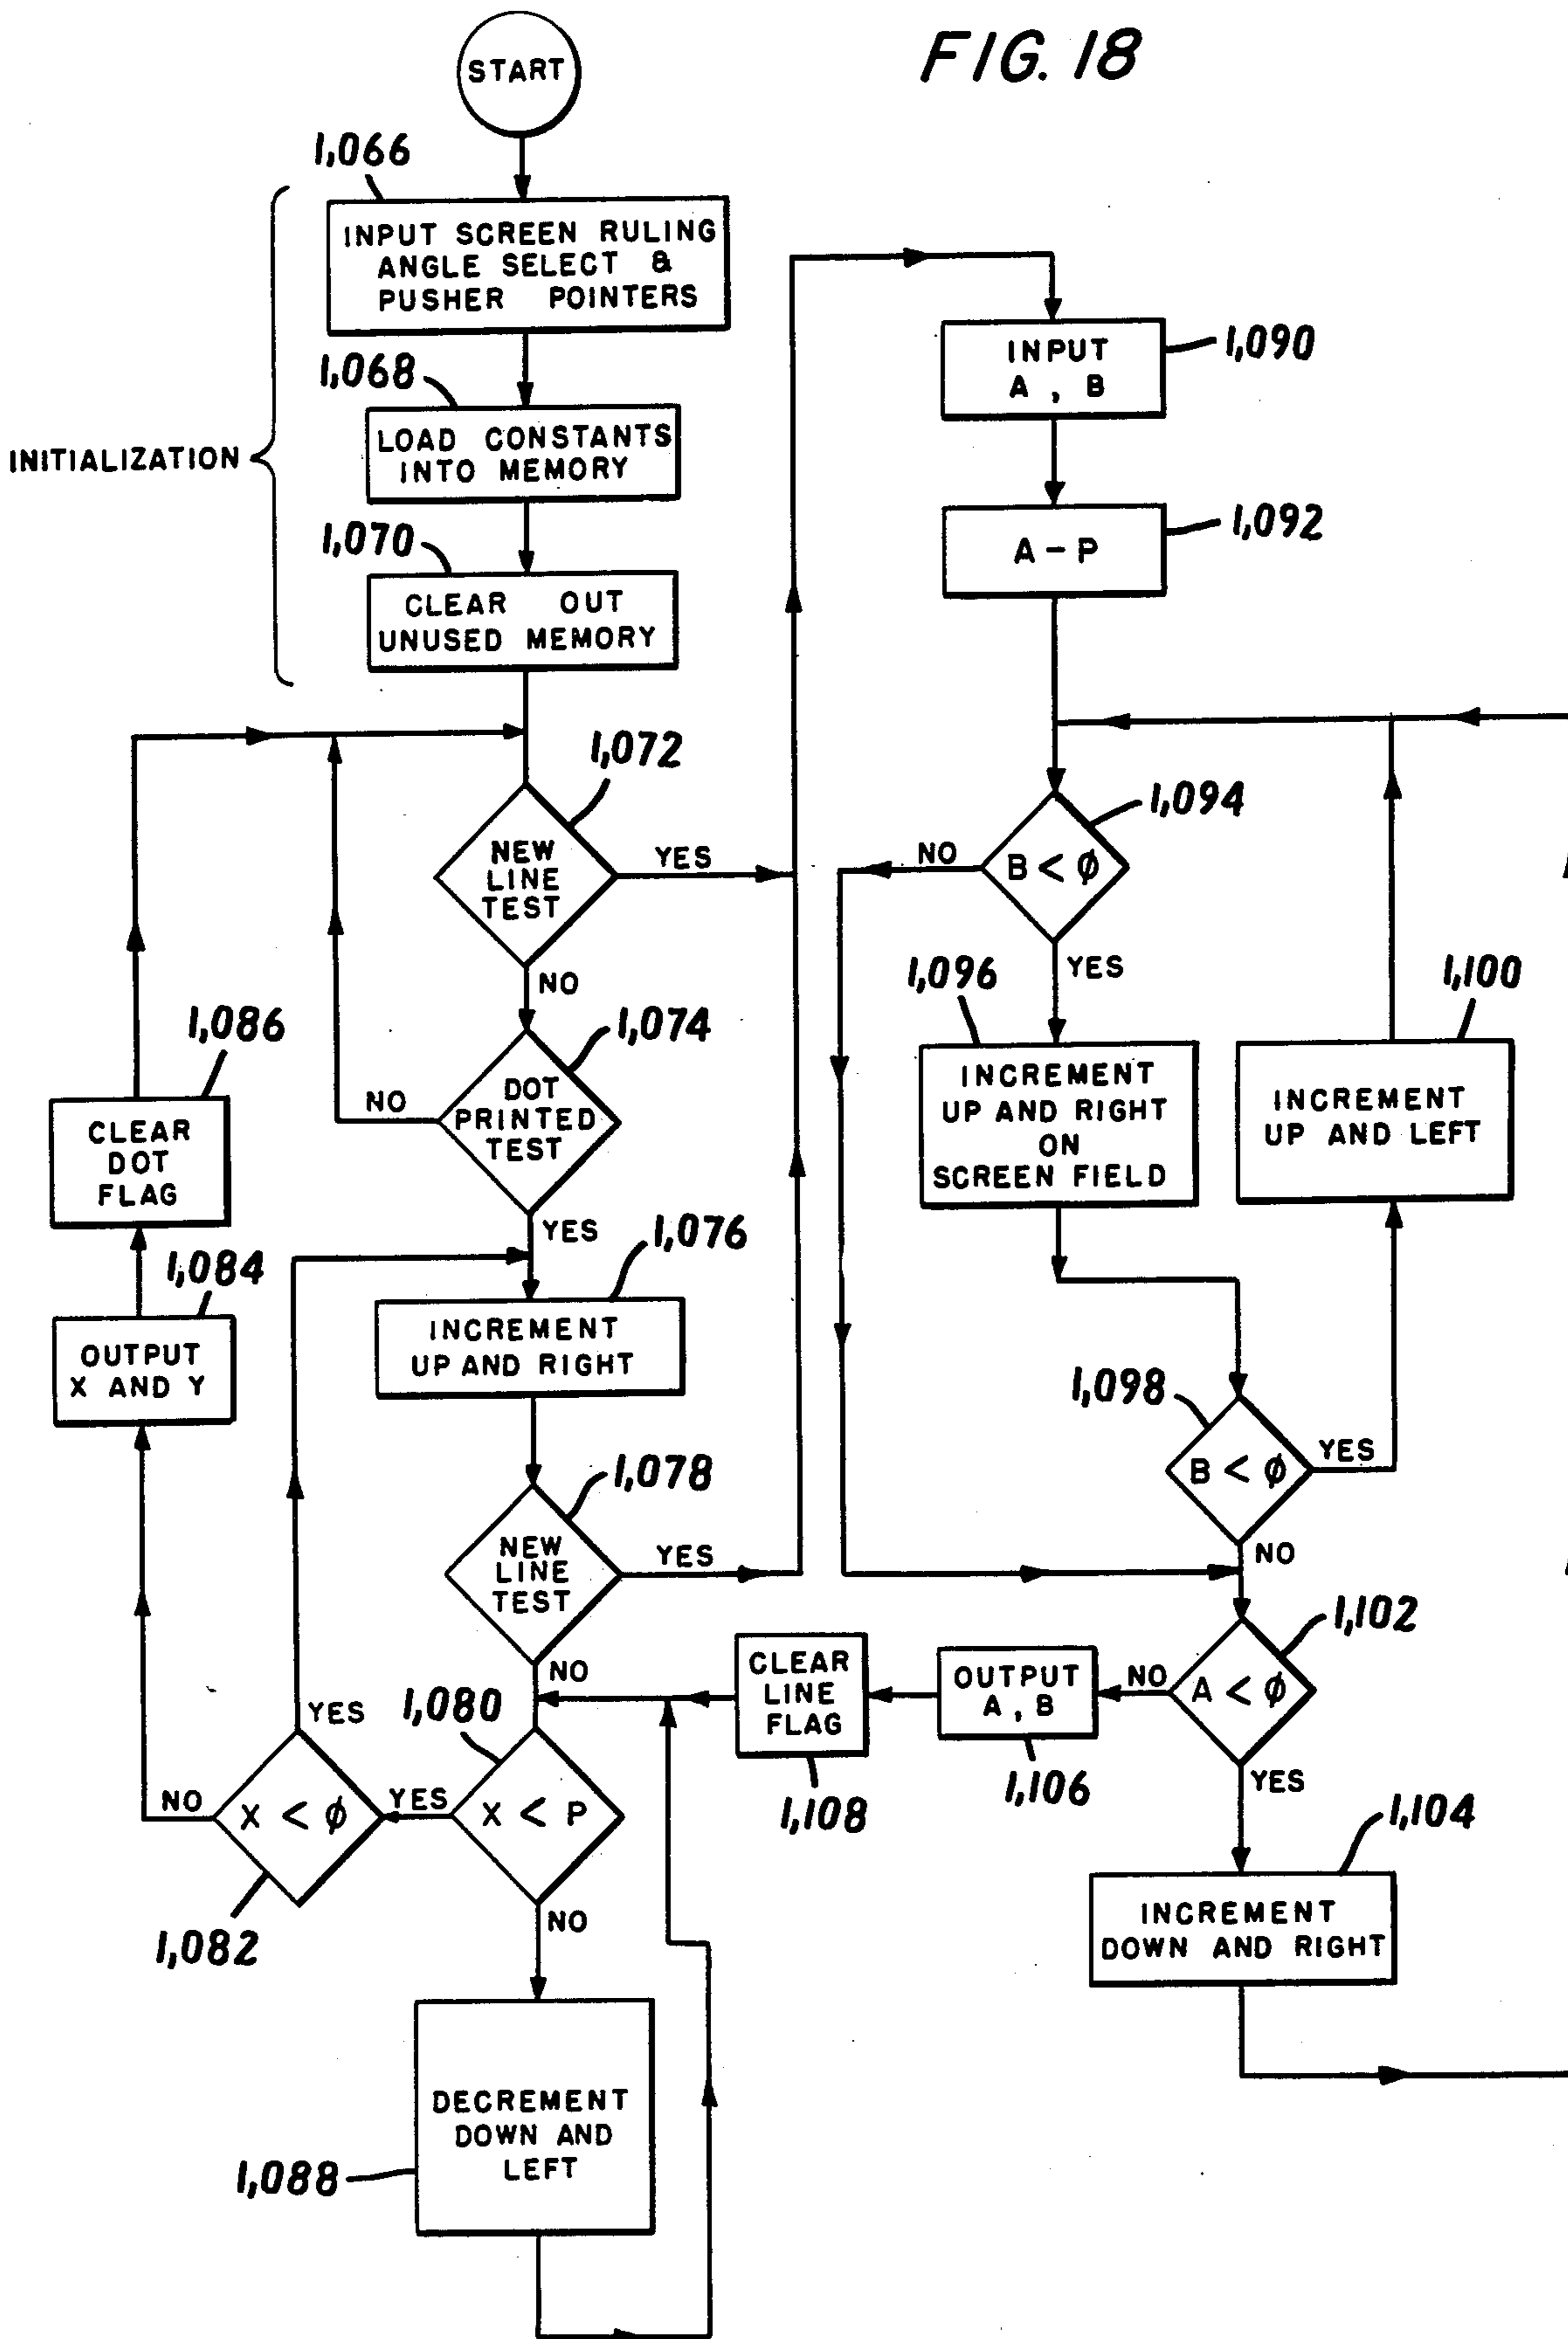 FIG. 18
START
1,066
INPUT SCREEN RULING
ANGLE SELECT &
PUSHER POINTERS
1,068
LOAD CONSTANTS
INTO MEMORY
INITIALIZATION
1,070
CLEAR OUT
UNUSED MEMORY
1,072
NEW
LINE
TEST
YES
NO
1,074
DOT
PRINTED
TEST
NO
YES
1,086
CLEAR
DOT
FLAG
1,084
OUTPUT
X AND Y
1,076
INCREMENT
UP AND RIGHT
1,078
NEW
LINE
TEST
YES
NO
1,080
X < P
YES
NO
X < ϕ
YES
NO
1,082
DECREMENT
DOWN AND
LEFT
1,088
INPUT
A , B
1,090
A - P
1,092
1,094
B < ϕ
NO
YES
1,096
INCREMENT
UP AND RIGHT
ON
SCREEN FIELD
1,100
INCREMENT
UP AND LEFT
1,098
B < ϕ
YES
NO
1,102
A < ϕ
NO
YES
OUTPUT
A , B
1,106
CLEAR
LINE
FLAG
1,108
1,104
INCREMENT
DOWN AND RIGHT